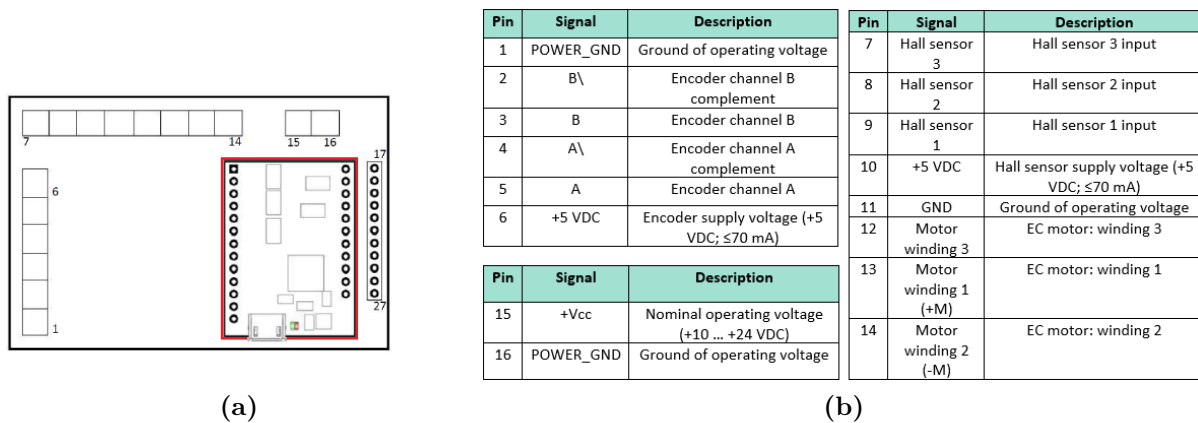 7
14
15
16
17
6
27
1
(a)
Pin Signal Description
1 POWER_GND Ground of operating voltage
2 B\ Encoder channel B
complement
3 B Encoder channel B
4 A\ Encoder channel A
complement
5 A Encoder channel A
6 +5 VDC Encoder supply voltage (+5
VDC; ≤70 mA)
Pin Signal Description
15 +Vcc Nominal operating voltage
(+10 ... +24 VDC)
16 POWER_GND Ground of operating voltage
Pin Signal Description
7 Hall sensor Hall sensor 3 input
3
8 Hall sensor Hall sensor 2 input
2
9 Hall sensor Hall sensor 1 input
1
10 +5 VDC Hall sensor supply voltage (+5
VDC; ≤70 mA)
11 GND Ground of operating voltage
12 Motor EC motor: winding 3
winding 3
13 Motor EC motor: winding 1
winding 1
(+M)
14 Motor EC motor: winding 2
winding 2
(-M)
(b)